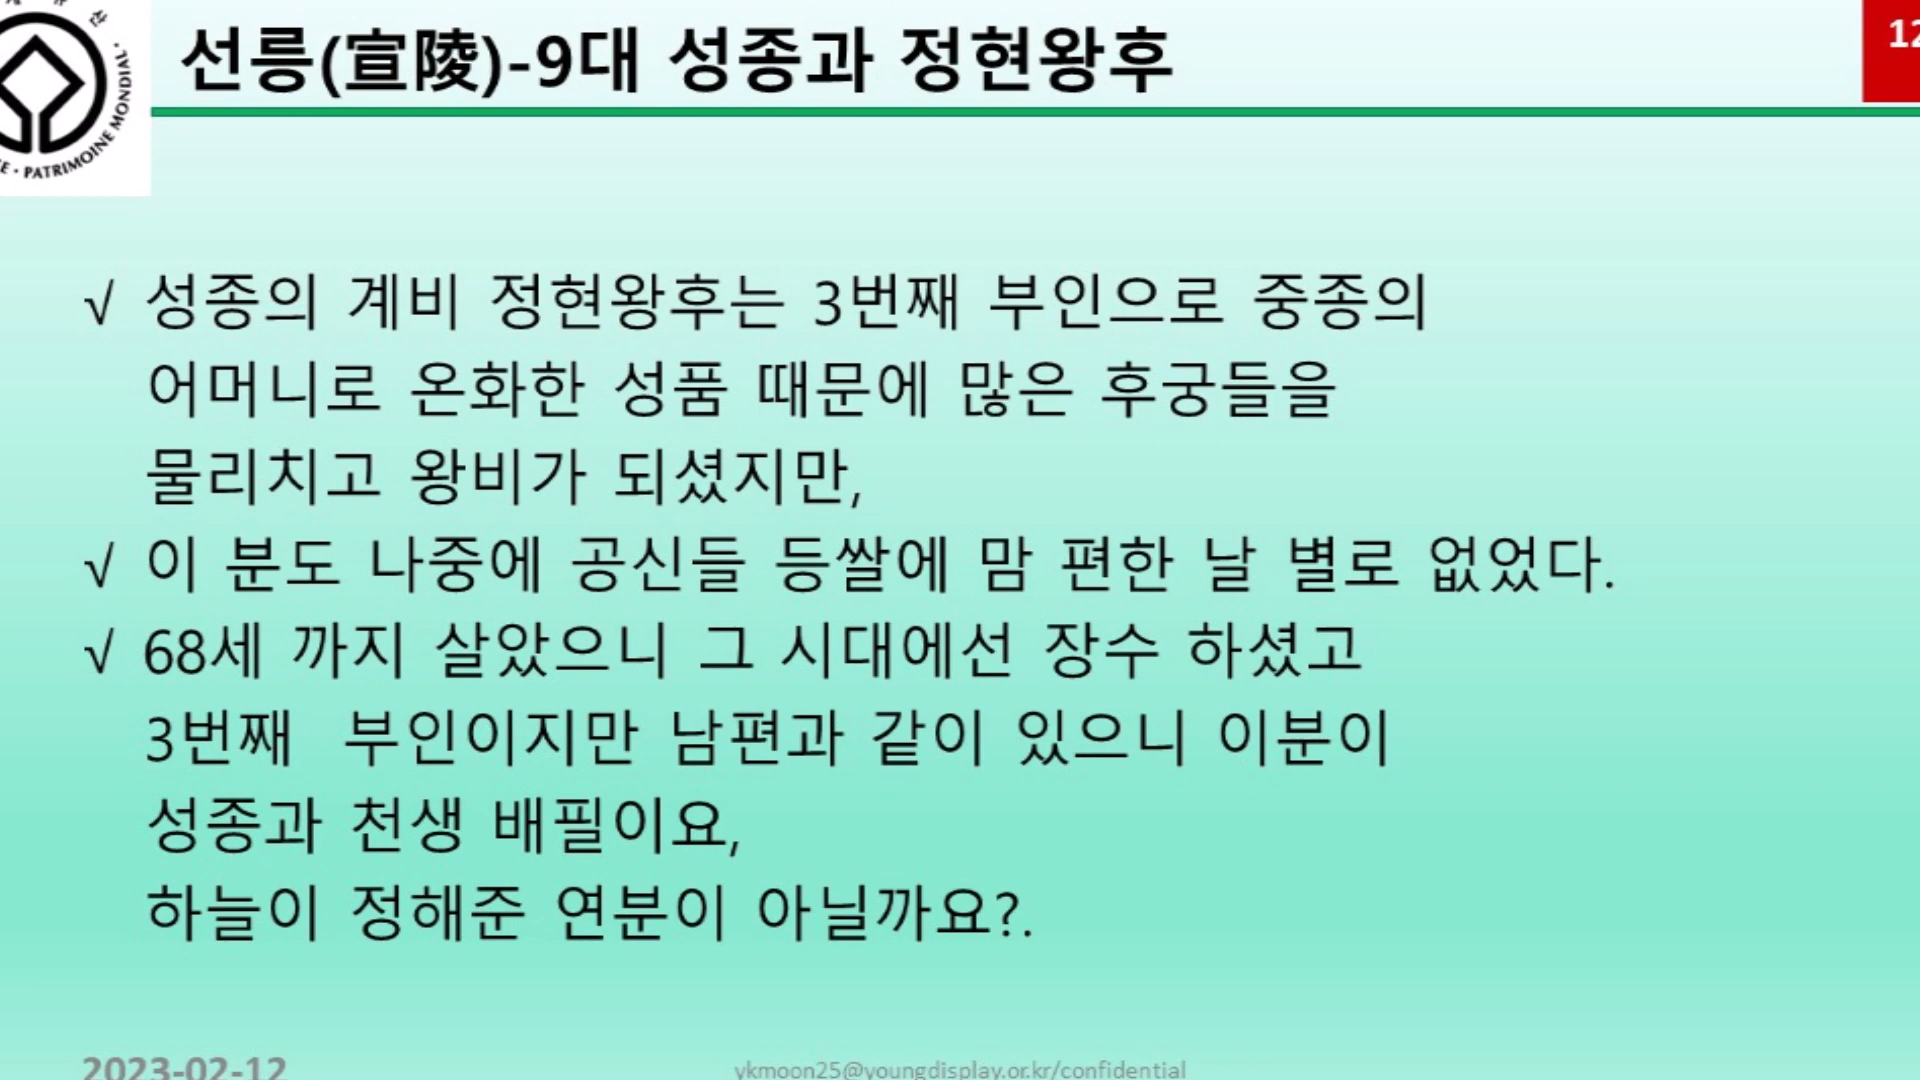 선릉(宣陵)-9대 성종과 정현왕후
12
E · PATRIMOINE MONDIAL ·
√ 성종의 계비 정현왕후는 3번째 부인으로 중종의
어머니로 온화한 성품 때문에 많은 후궁들을
물리치고 왕비가 되셨지만,
√ 이 분도 나중에 공신들 등쌀에 맘 편한 날 별로 없었다.
√ 68세 까지 살았으니 그 시대에선 장수 하셨고
3번째 부인이지만 남편과 같이 있으니 이분이
성종과 천생 배필이요,
하늘이 정해준 연분이 아닐까요?.
2023-02-12
ykmoon25@youngdisplay.or.kr/confidential